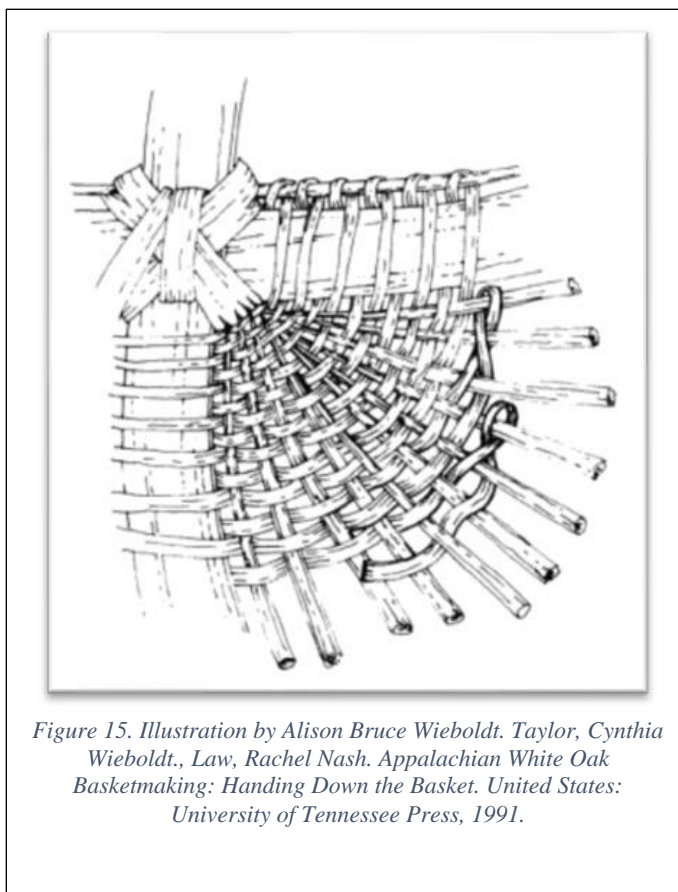 Figure 15. Illustration by Alison Bruce Wieboldt. Taylor, Cynthia
Wieboldt., Law, Rachel Nash. Appalachian White Oak
Basketmaking: Handing Down the Basket. United States:
University of Tennessee Press, 1991.